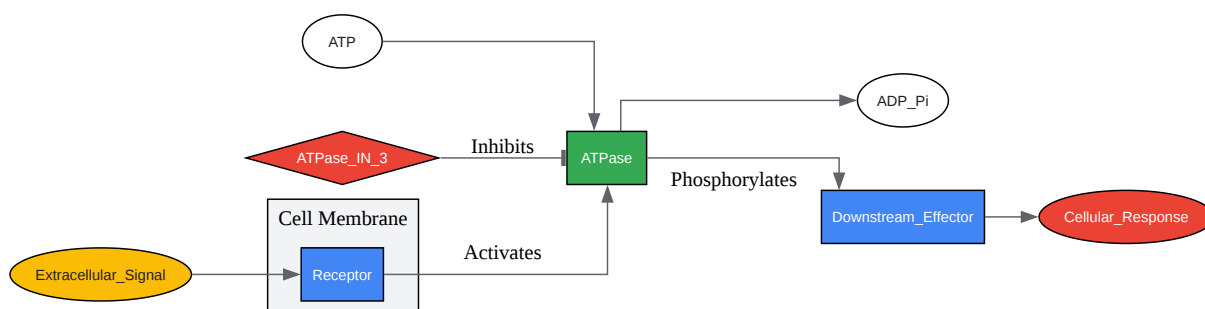 ATP
ADP_Pi
Inhibits
ATPase_IN_3
ATPase
Phosphorylates
Cell Membrane
Downstream_Effector
Cellular_Response
Activates
Extracellular_Signal
Receptor